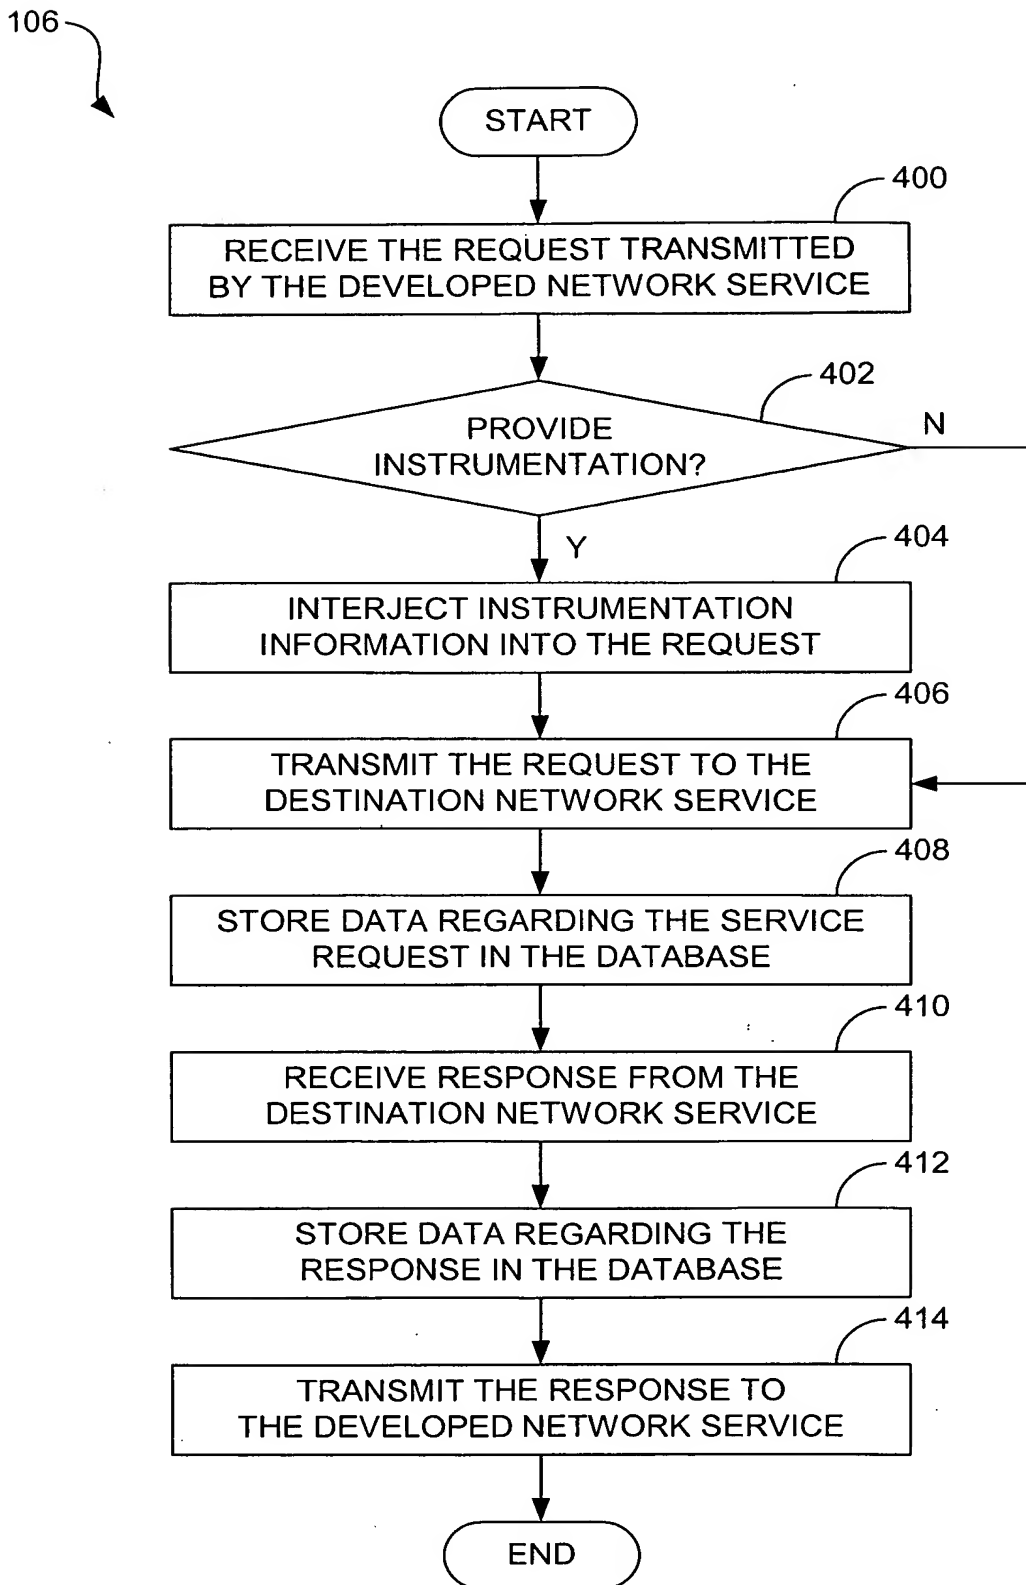 106
START
400
RECEIVE THE REQUEST TRANSMITTED
BY THE DEVELOPED NETWORK SERVICE
402
PROVIDE
INSTRUMENTATION?
N
Y
404
INTERJECT INSTRUMENTATION
INFORMATION INTO THE REQUEST
406
TRANSMIT THE REQUEST TO THE
DESTINATION NETWORK SERVICE
408
STORE DATA REGARDING THE SERVICE
REQUEST IN THE DATABASE
410
RECEIVE RESPONSE FROM THE
DESTINATION NETWORK SERVICE
412
STORE DATA REGARDING THE
RESPONSE IN THE DATABASE
414
TRANSMIT THE RESPONSE TO
THE DEVELOPED NETWORK SERVICE
END